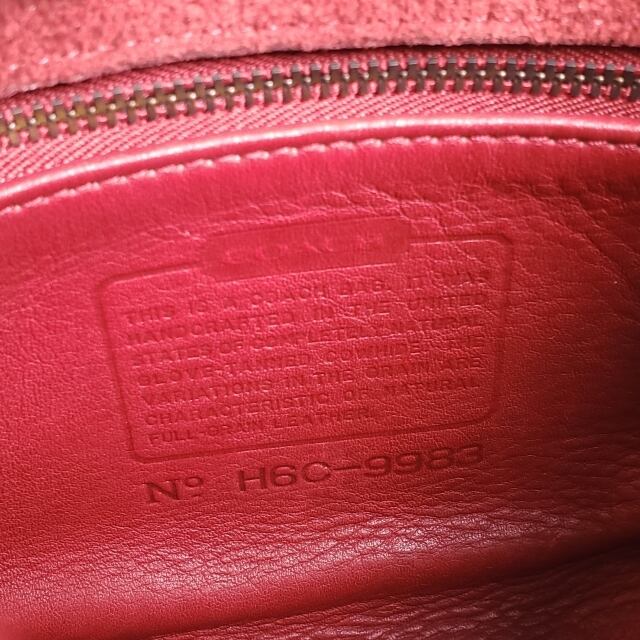 COACH
THIS IS A COACH BAG. IT WAS
HANDCRAFTED IN THE UNITED
STATES OF COMPLETELY NATURAL
GLOVE-TANNED COWHIDE. THE
VARIATIONS IN THE GRAIN ARE
CHARACTERISTIC OF NATURAL
FULL-GRAIN LEATHER.
Nº H6C-9983